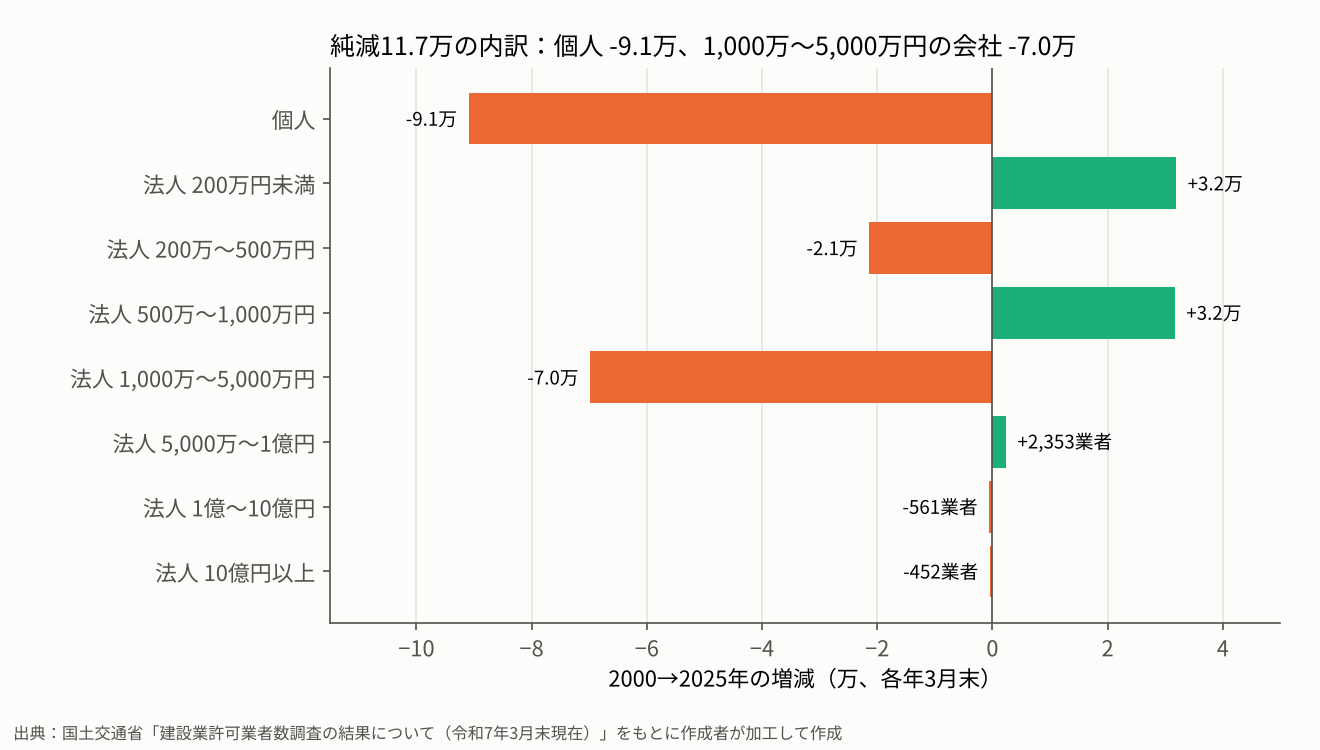 純減11.7万の内訳：個人 -9.1万、1,000万～5,000万円の会社 -7.0万
個人
-9.1万
法人 200万円未満
+3.2万
法人 200万～500万円
-2.1万
法人 500万～1,000万円
+3.2万
法人 1,000万～5,000万円
-7.0万
法人 5,000万～1億円
+2,353業者
法人 1億～10億円
-561業者
法人 10億円以上
-452業者
−10 −8 −6 −4 −2 0 2 4
2000→2025年の増減（万、各年3月末）
出典：国土交通省「建設業許可業者数調査の結果について（令和7年3月末現在）」をもとに作成者が加工して作成